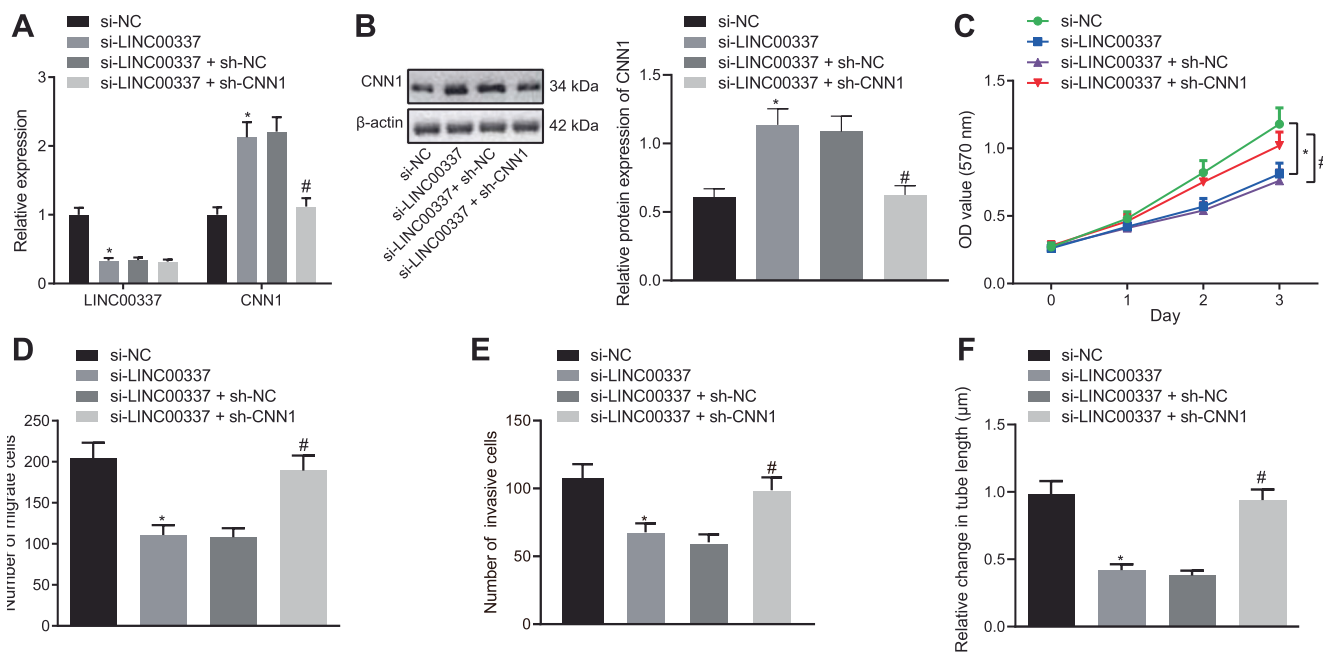 A
si-NC
si-LINC00337
si-LINC00337 + sh-NC
si-LINC00337 + sh-CNN1
Relative expression
3
2
1
0
*
*
#
LINC00337
CNN1
B
CNN1
34 kDa
β-actin
42 kDa
si-NC
si-LINC00337
si-LINC00337+ sh-NC
si-LINC00337 + sh-CNN1
si-NC
si-LINC00337
si-LINC00337 + sh-NC
si-LINC00337 + sh-CNN1
Relative protein expression of CNN1
1.5
1.0
0.5
0.0
*
#
C
si-NC
si-LINC00337
si-LINC00337 + sh-NC
si-LINC00337 + sh-CNN1
OD value (570 nm)
1.5
1.0
0.5
0.0
*
#
0
1
2
3
Day
D
si-NC
si-LINC00337
si-LINC00337 + sh-NC
si-LINC00337 + sh-CNN1
Number of migrate cells
250
200
150
100
50
0
*
#
E
si-NC
si-LINC00337
si-LINC00337 + sh-NC
si-LINC00337 + sh-CNN1
Number of invasive cells
150
100
50
0
*
#
F
si-NC
si-LINC00337
si-LINC00337 + sh-NC
si-LINC00337 + sh-CNN1
Relative change in tube length (μm)
1.5
1.0
0.5
0.0
*
#